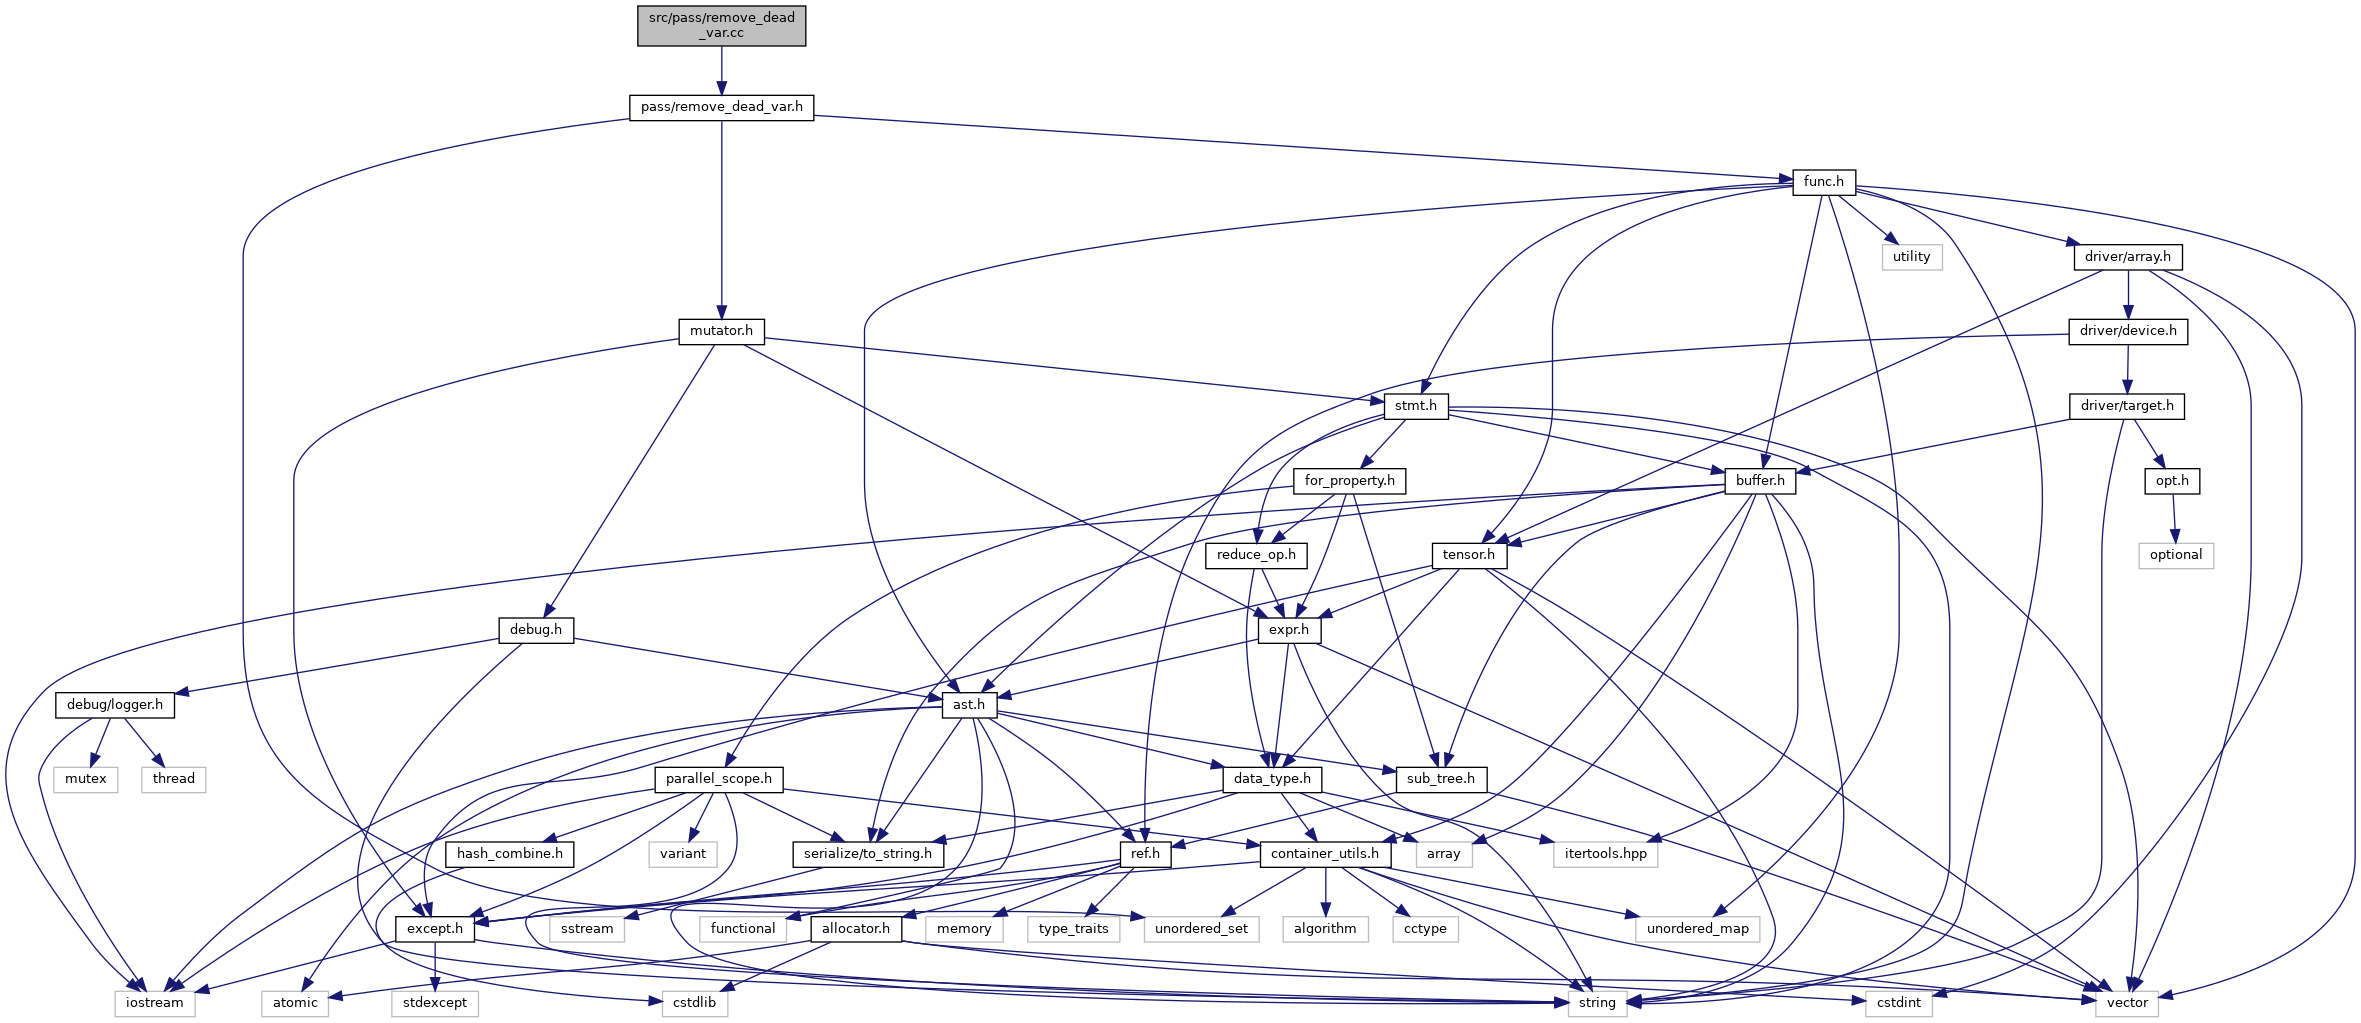 src/pass/remove_dead
_var.cc
pass/remove_dead_var.h
func.h
utility
driver/array.h
mutator.h
driver/device.h
stmt.h
driver/target.h
for_property.h
buffer.h
opt.h
reduce_op.h
tensor.h
optional
debug.h
expr.h
debug/logger.h
ast.h
mutex
thread
parallel_scope.h
data_type.h
sub_tree.h
hash_combine.h
variant
serialize/to_string.h
ref.h
container_utils.h
array
itertools.hpp
except.h
sstream
functional
allocator.h
memory
type_traits
unordered_set
algorithm
cctype
unordered_map
iostream
atomic
stdexcept
cstdlib
string
cstdint
vector